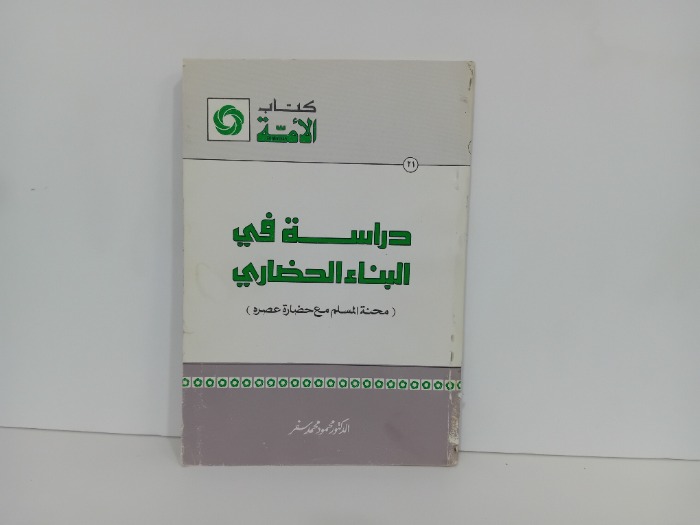 كتاب
الأمة
٢١
دراسة في
البناء الحضاري
( محنة المسلم مع حضارة عصره )
الدكتور محمود محمد سفر